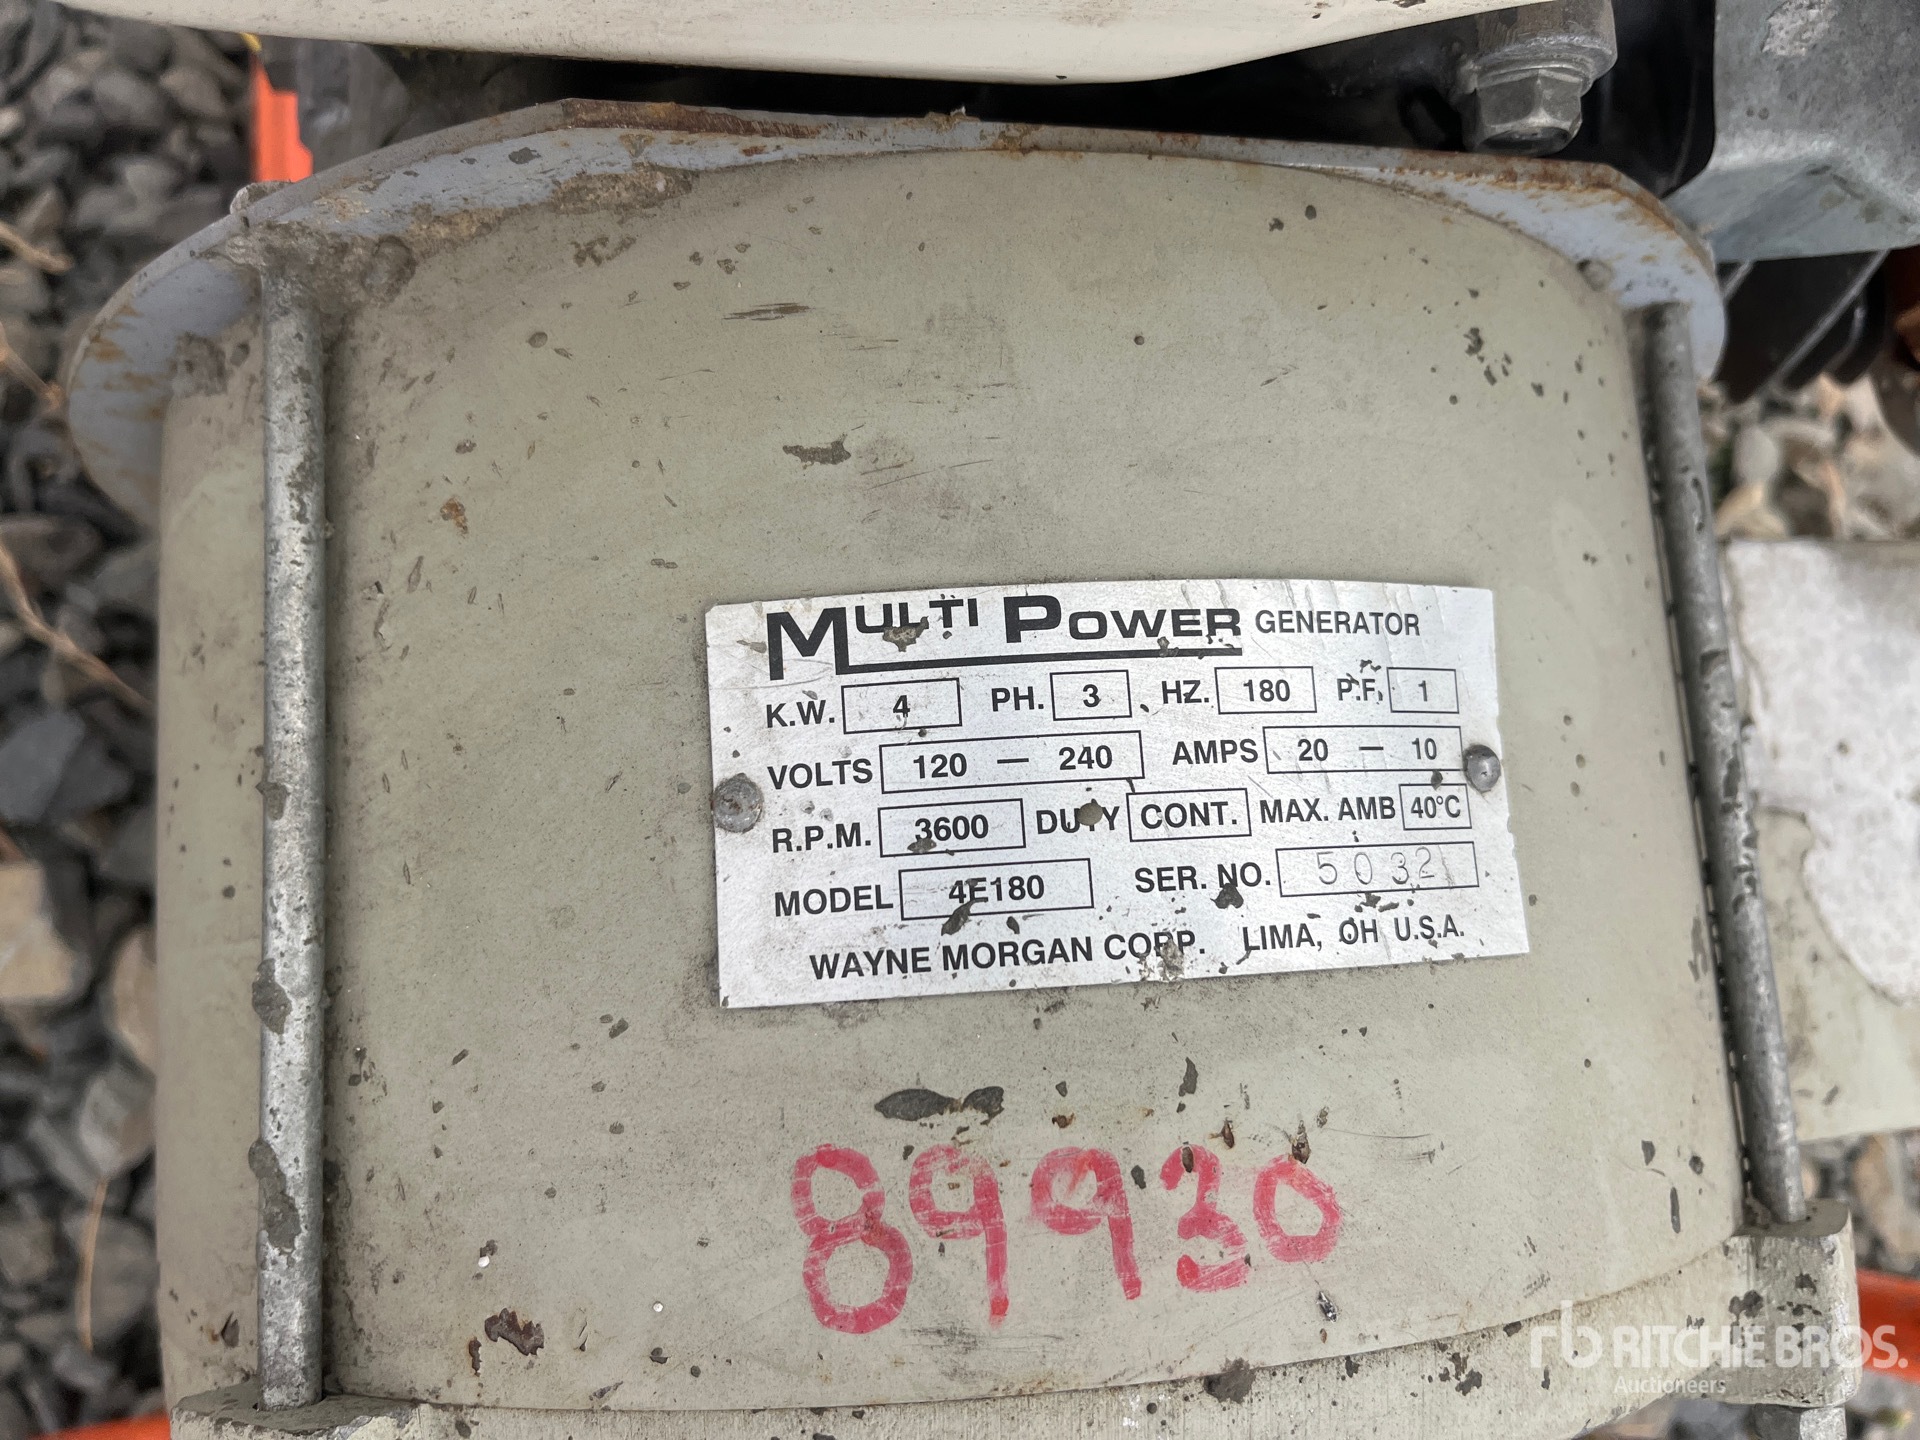 MULTI POWER GENERATOR
K.W. 4 PH. 3 HZ. 180 P.F. 1
VOLTS 120 — 240 AMPS 20 — 10
R.P.M. 3600 DUTY CONT. MAX. AMB 40°C
MODEL 4E180 SER. NO. 5032
WAYNE MORGAN CORP. LIMA, OH U.S.A.
89930
rb RITCHIE BROS.
Auctioneers